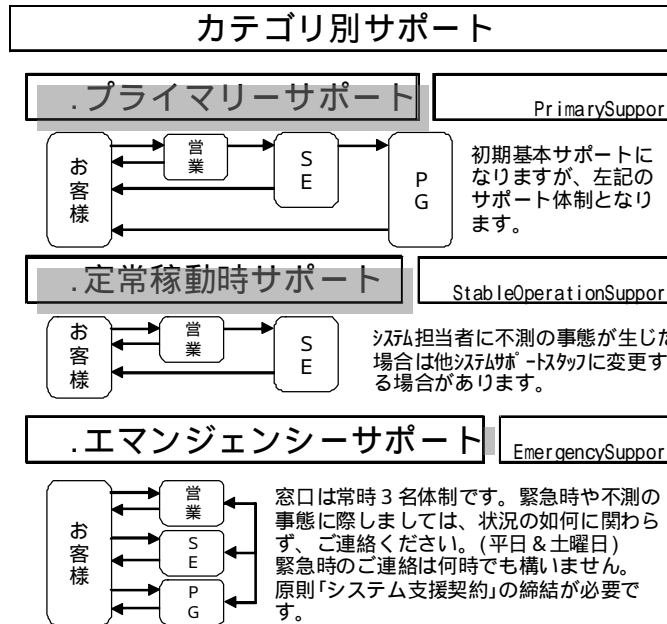 カテゴリ別サポート
.プライマリーサポート
PrimarySuppor
お客様
営業
SE
PG
初期基本サポートに
なりますが、左記の
サポート体制となり
ます。
.定常稼動時サポート
StableOperationSuppor
お客様
営業
SE
ｼｽﾃﾑ担当者に不測の事態が生じた
場合は他ｼｽﾃﾑｻﾎﾟｰﾄｽﾀｯﾌに変更す
る場合があります。
.エマンジェンシーサポート
EmergencySuppor
お客様
営業
SE
PG
窓口は常時３名体制です。緊急時や不測の
事態に際しましては、状況の如何に関わら
ず、ご連絡ください。(平日＆土曜日)
緊急時のご連絡は何時でも構いません。
原則｢システム支援契約｣の締結が必要で
す。